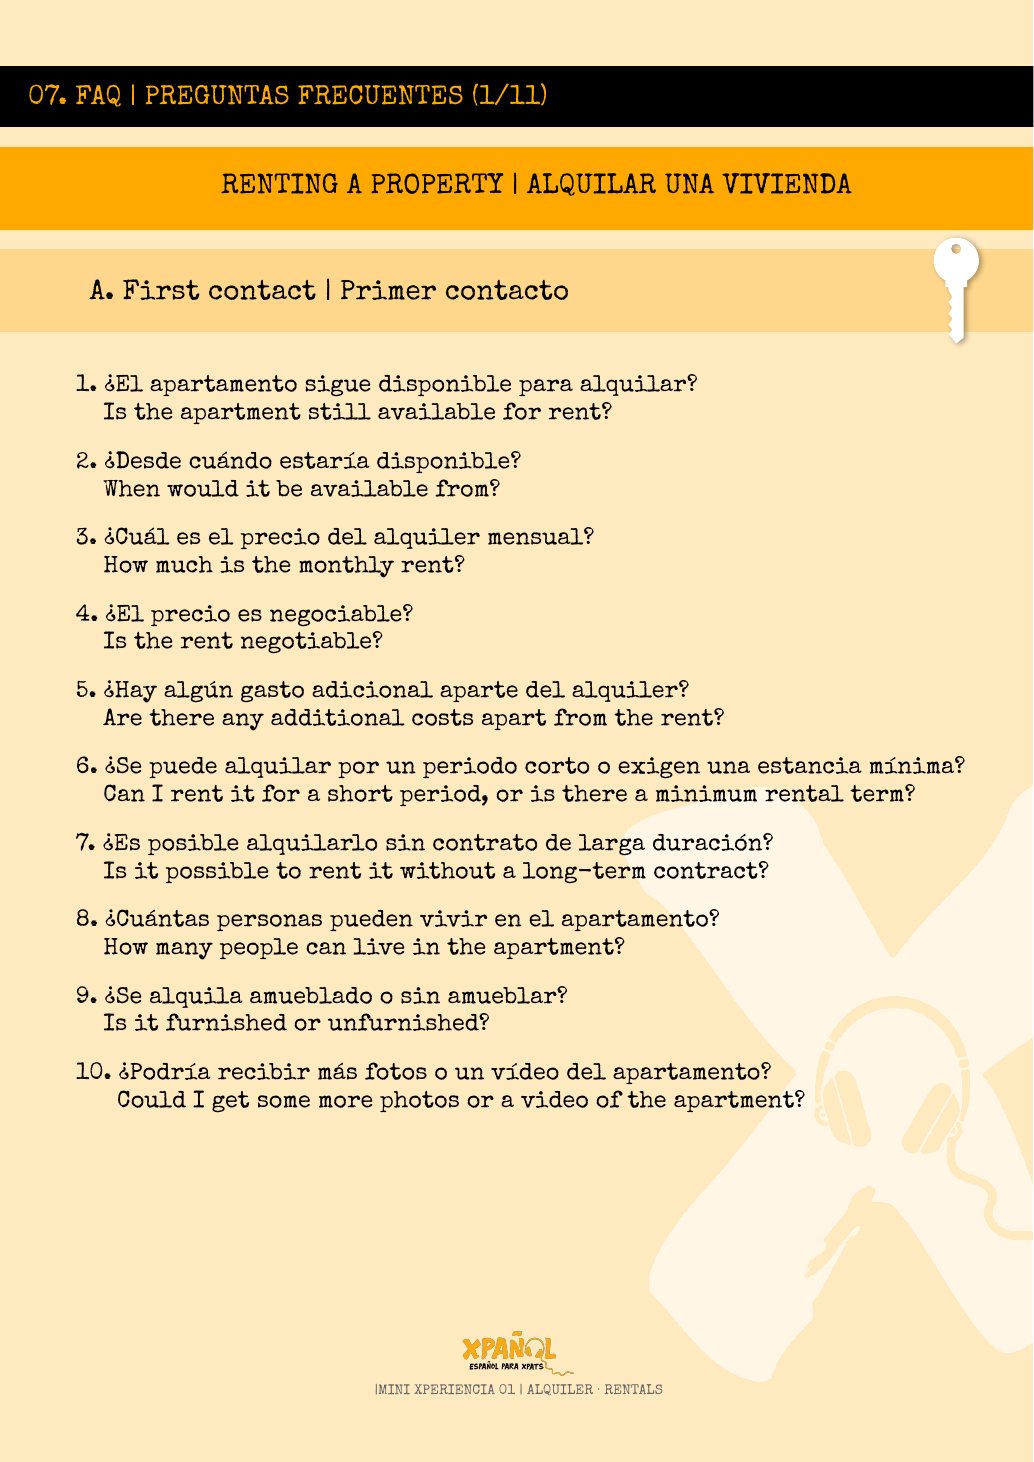 07. FAQ | PREGUNTAS FRECUENTES (1/11)
RENTING A PROPERTY | ALQUILAR UNA VIVIENDA
A. First contact | Primer contacto
1. ¿El apartamento sigue disponible para alquilar?
Is the apartment still available for rent?
2. ¿Desde cuándo estaría disponible?
When would it be available from?
3. ¿Cuál es el precio del alquiler mensual?
How much is the monthly rent?
4. ¿El precio es negociable?
Is the rent negotiable?
5. ¿Hay algún gasto adicional aparte del alquiler?
Are there any additional costs apart from the rent?
6. ¿Se puede alquilar por un periodo corto o exigen una estancia mínima?
Can I rent it for a short period, or is there a minimum rental term?
7. ¿Es posible alquilarlo sin contrato de larga duración?
Is it possible to rent it without a long-term contract?
8. ¿Cuántas personas pueden vivir en el apartamento?
How many people can live in the apartment?
9. ¿Se alquila amueblado o sin amueblar?
Is it furnished or unfurnished?
10. ¿Podría recibir más fotos o un vídeo del apartamento?
Could I get some more photos or a video of the apartment?
XPAÑOL
ESPAÑOL PARA XPATS
|MINI XPERIENCIA 01 | ALQUILER · RENTALS